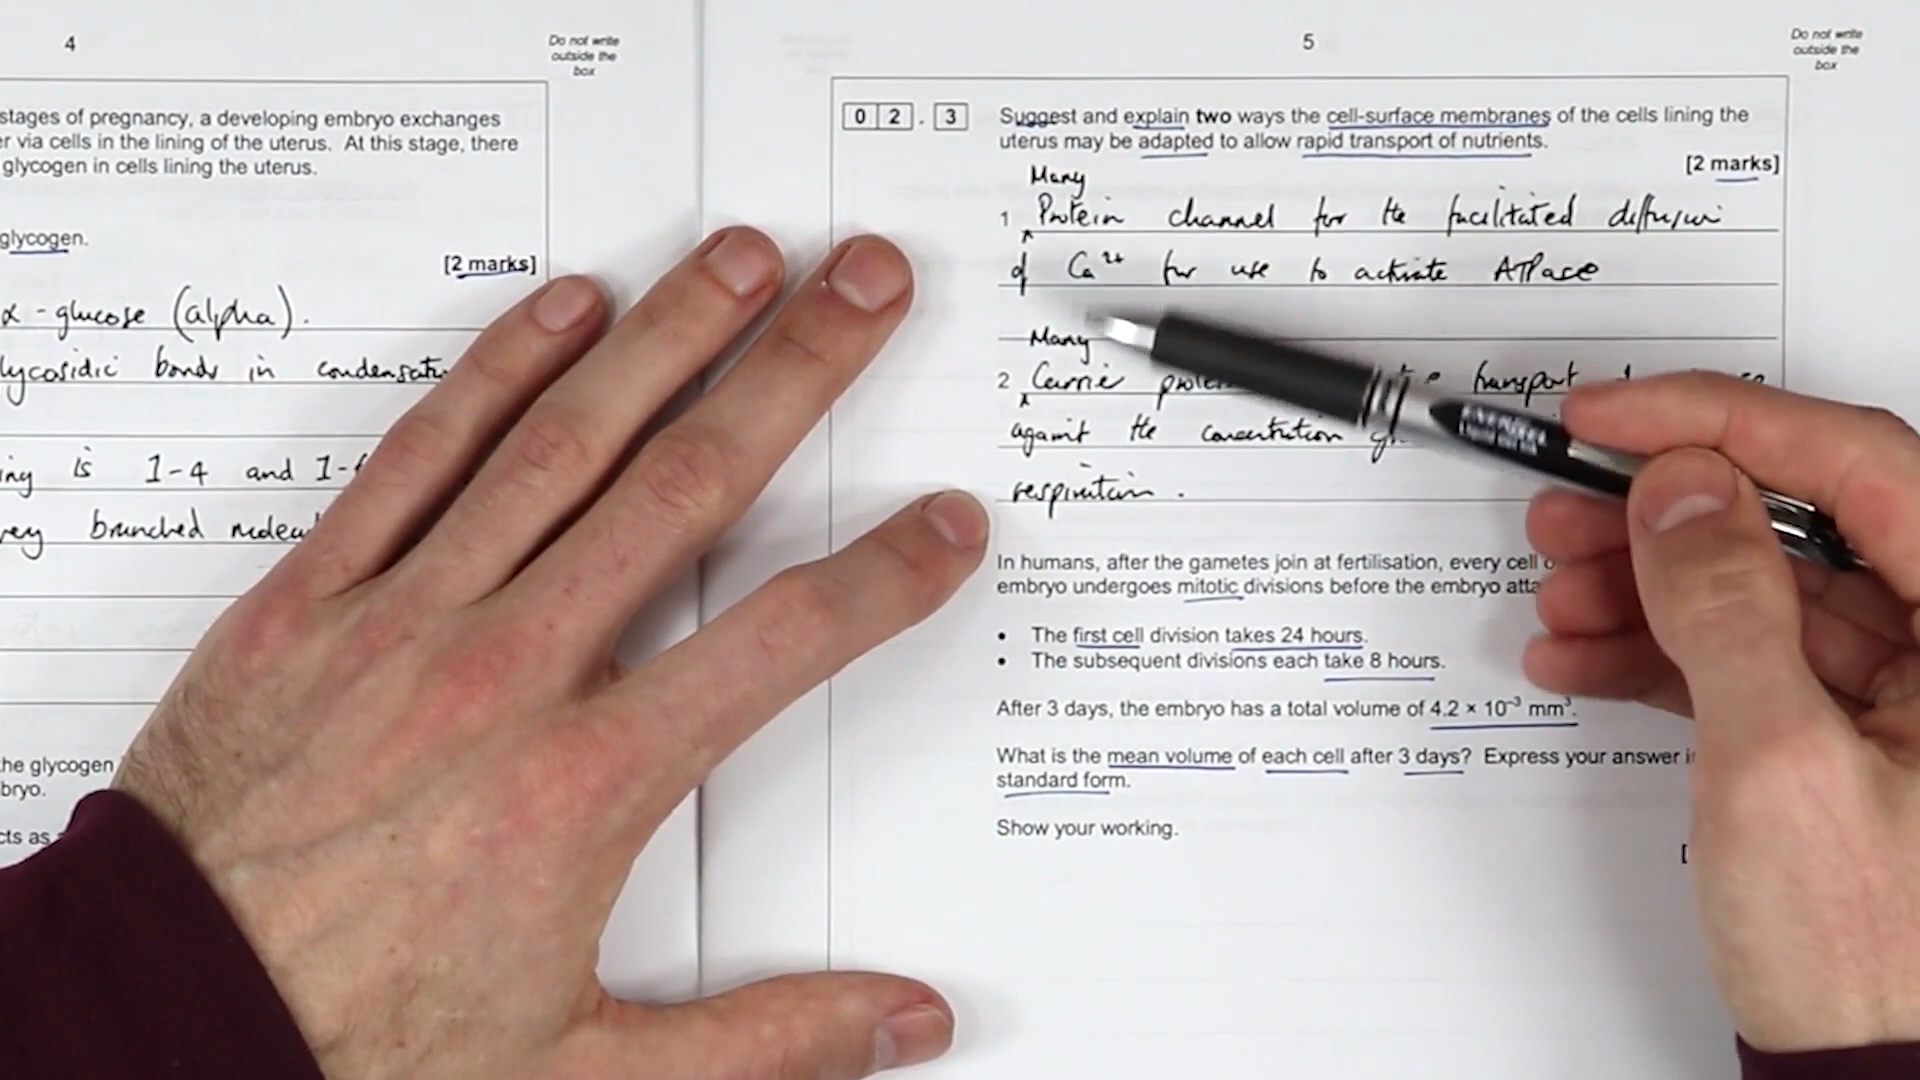 4
Do not write
outside the
box
stages of pregnancy, a developing embryo exchanges
er via cells in the lining of the uterus. At this stage, there
glycogen in cells lining the uterus.
glycogen.
[2 marks]
α - glucose (alpha).
lycosidic bonds in condensat
ing is 1-4 and 1-
very branched molecul
he glycogen
bryo.
cts as
5
Do not write
outside the
box
0 2 . 3 Suggest and explain two ways the cell-surface membranes of the cells lining the
uterus may be adapted to allow rapid transport of nutrients.
[2 marks]
Many
1 Protein channel for the facilitated diffusion
of Ca²⁺ for use to activate ATPase
Many
2 Carrier protein transport
against the concentration
respiration.
In humans, after the gametes join at fertilisation, every cell o
embryo undergoes mitotic divisions before the embryo atta
• The first cell division takes 24 hours.
• The subsequent divisions each take 8 hours.
After 3 days, the embryo has a total volume of 4.2 × 10⁻³ mm³.
What is the mean volume of each cell after 3 days? Express your answer i
standard form.
Show your working.
[